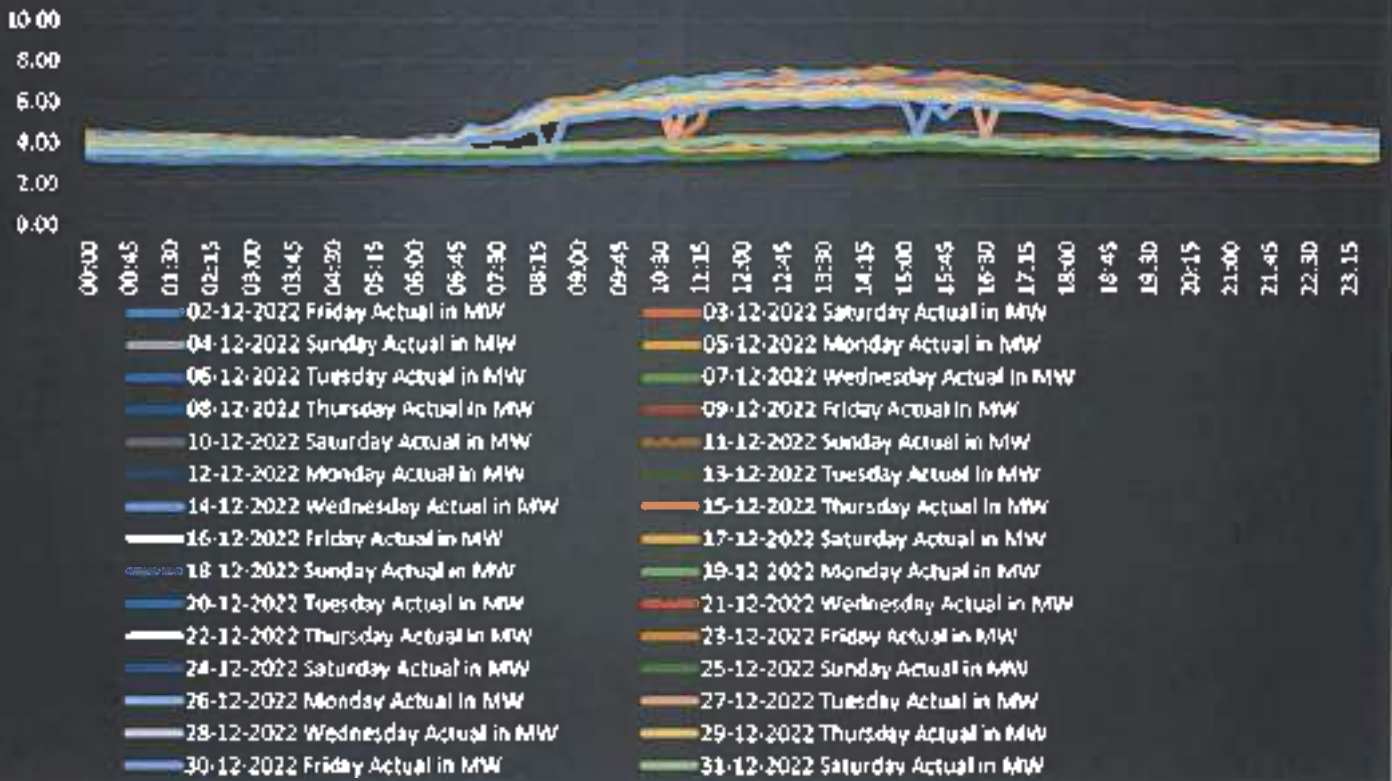 10.00
8.00
6.00
4.00
2.00
0.00
00:00 00:45 01:30 02:15 03:00 03:45 04:30 05:15 06:00 06:45 07:30 08:15 09:00 09:45 10:30 11:15 12:00 12:45 13:30 14:15 15:00 15:45 16:30 17:15 18:00 18:45 19:30 20:15 21:00 21:45 22:30 23:15
02-12-2022 Friday Actual in MW 03-12-2022 Saturday Actual in MW
04-12-2022 Sunday Actual in MW 05-12-2022 Monday Actual in MW
06-12-2022 Tuesday Actual in MW 07-12-2022 Wednesday Actual in MW
08-12-2022 Thursday Actual in MW 09-12-2022 Friday Actual in MW
10-12-2022 Saturday Actual in MW 11-12-2022 Sunday Actual in MW
12-12-2022 Monday Actual in MW 13-12-2022 Tuesday Actual in MW
14-12-2022 Wednesday Actual in MW 15-12-2022 Thursday Actual in MW
16-12-2022 Friday Actual in MW 17-12-2022 Saturday Actual in MW
18-12-2022 Sunday Actual in MW 19-12-2022 Monday Actual in MW
20-12-2022 Tuesday Actual in MW 21-12-2022 Wednesday Actual in MW
22-12-2022 Thursday Actual in MW 23-12-2022 Friday Actual in MW
24-12-2022 Saturday Actual in MW 25-12-2022 Sunday Actual in MW
26-12-2022 Monday Actual in MW 27-12-2022 Tuesday Actual in MW
28-12-2022 Wednesday Actual in MW 29-12-2022 Thursday Actual in MW
30-12-2022 Friday Actual in MW 31-12-2022 Saturday Actual in MW